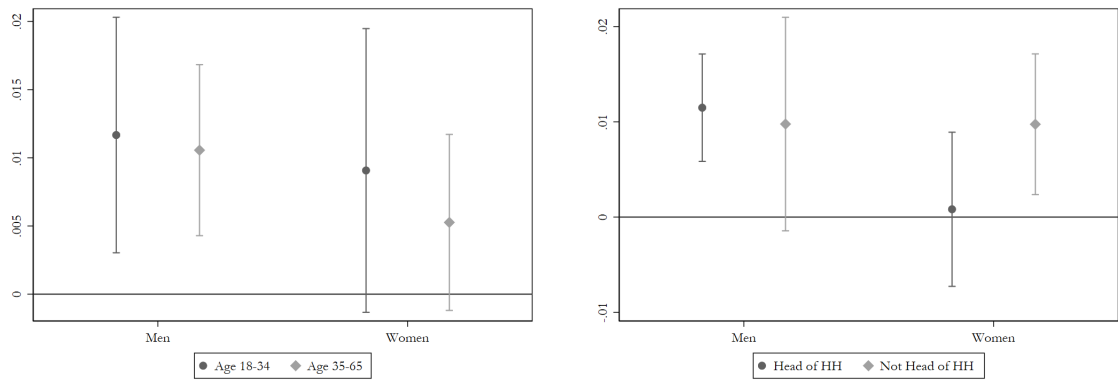 .02
.015
.01
.005
0
Men Women
Age 18-34 Age 35-65
.02
.01
0
-.01
Men Women
Head of HH Not Head of HH